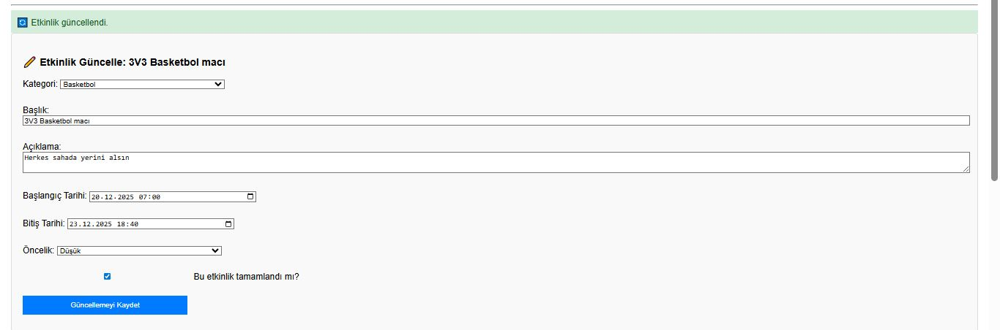 Etkinlik güncellendi.
Etkinlik Güncelle: 3V3 Basketbol macı
Kategori: Basketbol
Başlık:
3V3 Basketbol macı
Açıklama:
Herkes sahada yerini alsın
Başlangıç Tarihi: 20.12.2025 07:00
Bitiş Tarihi: 23.12.2025 18:40
Öncelik: Düşük
Bu etkinlik tamamlandı mı?
Güncellemeyi Kaydet